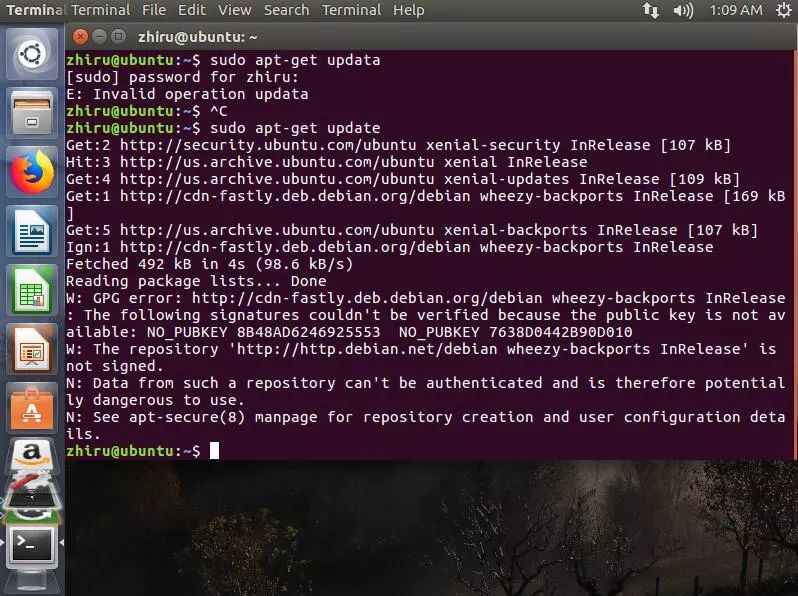 Terminal Terminal File Edit View Search Terminal Help 1:09 AM
zhiru@ubuntu: ~
zhiru@ubuntu:~$ sudo apt-get updata
[sudo] password for zhiru:
E: Invalid operation updata
zhiru@ubuntu:~$ ^C
zhiru@ubuntu:~$ sudo apt-get update
Get:2 http://security.ubuntu.com/ubuntu xenial-security InRelease [107 kB]
Hit:3 http://us.archive.ubuntu.com/ubuntu xenial InRelease
Get:4 http://us.archive.ubuntu.com/ubuntu xenial-updates InRelease [109 kB]
Get:1 http://cdn-fastly.deb.debian.org/debian wheezy-backports InRelease [169 kB
]
Get:5 http://us.archive.ubuntu.com/ubuntu xenial-backports InRelease [107 kB]
Ign:1 http://cdn-fastly.deb.debian.org/debian wheezy-backports InRelease
Fetched 492 kB in 4s (98.6 kB/s)
Reading package lists... Done
W: GPG error: http://cdn-fastly.deb.debian.org/debian wheezy-backports InRelease
: The following signatures couldn't be verified because the public key is not av
ailable: NO_PUBKEY 8B48AD6246925553  NO_PUBKEY 7638D0442B90D010
W: The repository 'http://http.debian.net/debian wheezy-backports InRelease' is
not signed.
N: Data from such a repository can't be authenticated and is therefore potential
ly dangerous to use.
N: See apt-secure(8) manpage for repository creation and user configuration deta
ils.
zhiru@ubuntu:~$